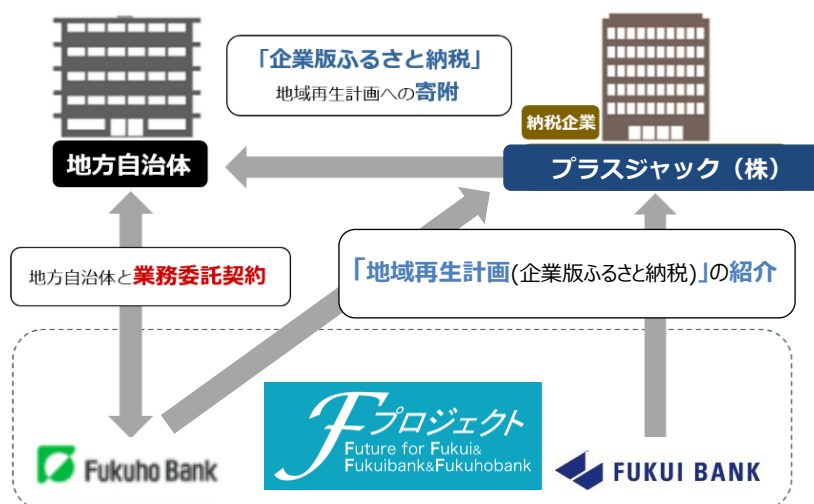 「企業版ふるさと納税」
地域再生計画への寄附
納税企業
地方自治体
プラスジャック（株）
地方自治体と業務委託契約
「地域再生計画(企業版ふるさと納税)」の紹介
Fプロジェクト
Future for Fukui&
Fukuibank&Fukuhobank
Fukuho Bank
FUKUI BANK